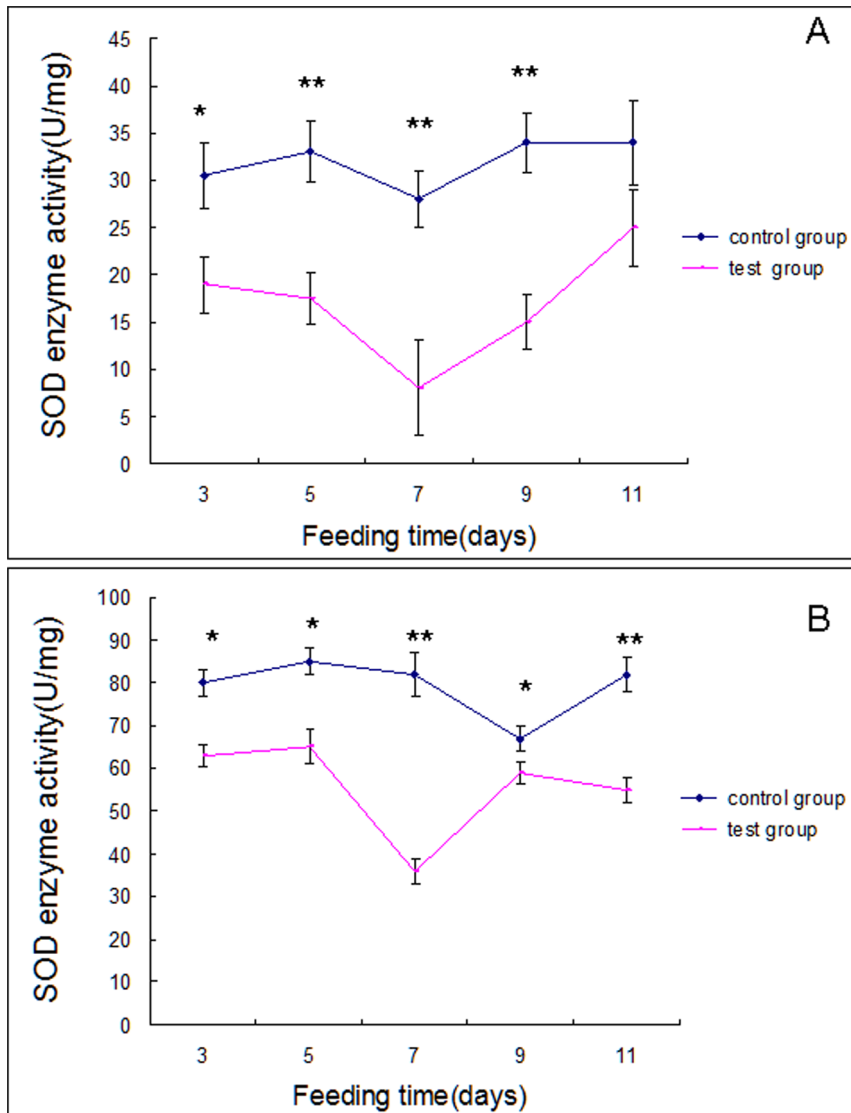 A
SOD enzyme activity(U/mg)
45
40
35
30
25
20
15
10
5
0
*
**
**
**
control group
test group
3 5 7 9 11
Feeding time(days)
B
SOD enzyme activity(U/mg)
100
90
80
70
60
50
40
30
20
10
0
*
*
**
*
**
control group
test group
3 5 7 9 11
Feeding time(days)